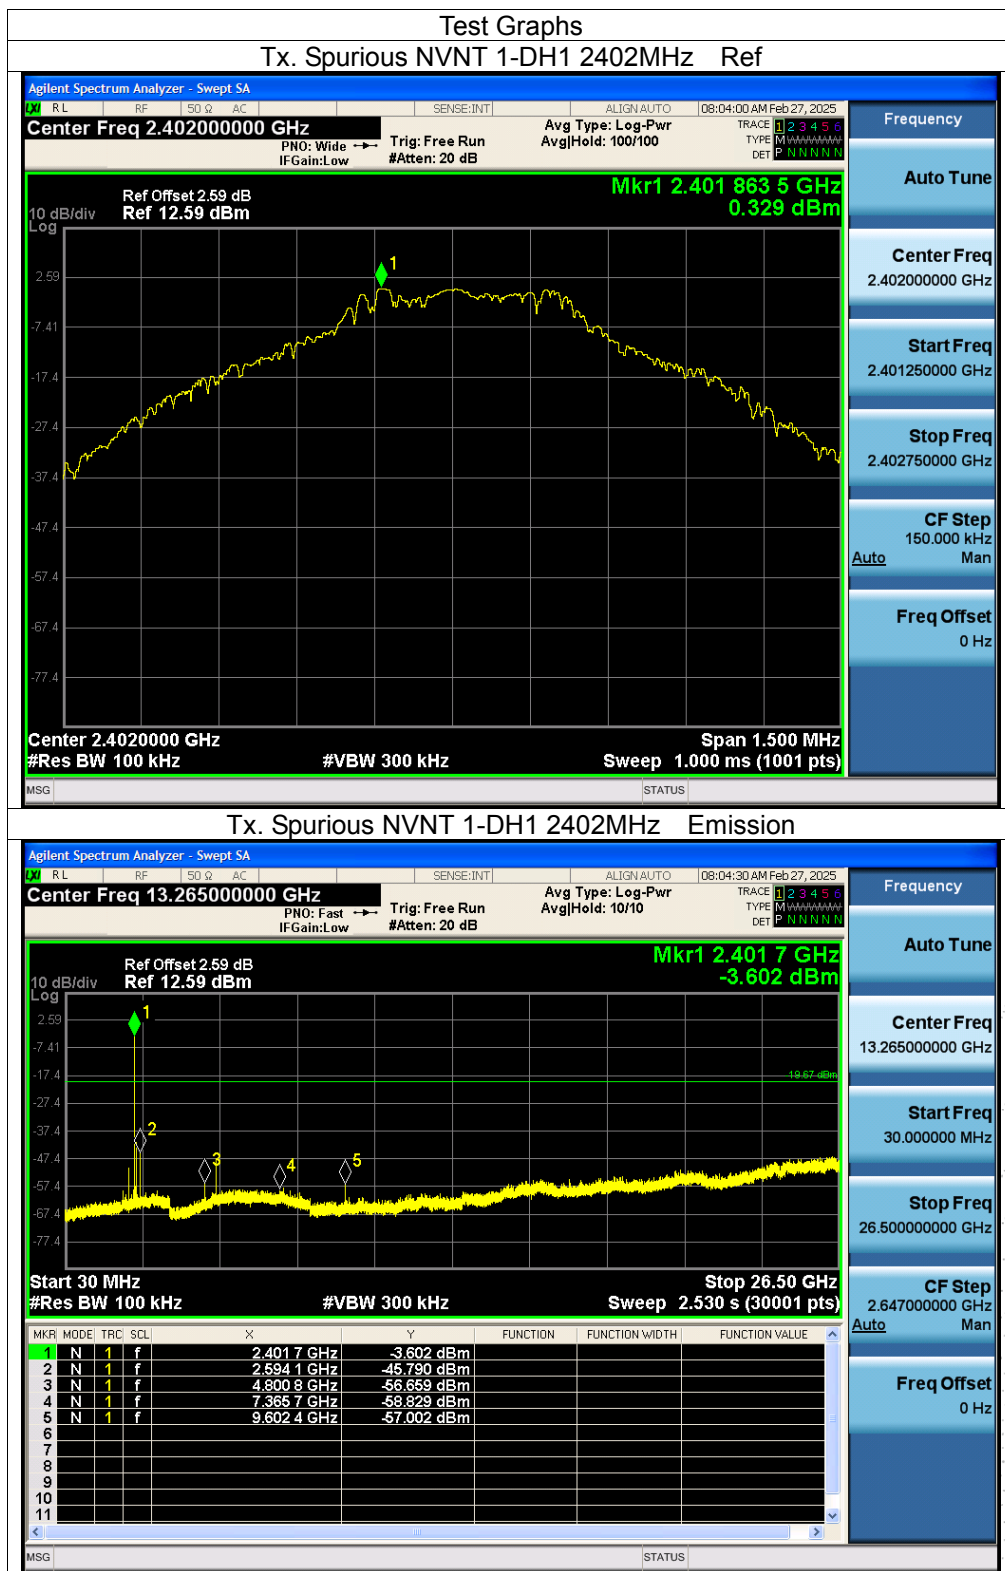 Test Graphs
Tx. Spurious NVNT 1-DH1 2402MHz Ref
Agilent Spectrum Analyzer - Swept SA
LXI RL RF 50 Ω AC SENSE:INT ALIGN AUTO 08:04:00 AM Feb 27, 2025
Center Freq 2.402000000 GHz
PNO: Wide
IFGain:Low
Trig: Free Run
#Atten: 20 dB
Avg Type: Log-Pwr
Avg|Hold: 100/100
TRACE 1 2 3 4 5 6
TYPE M
DET P N N N N N
Frequency
Mkr1 2.401 863 5 GHz
0.329 dBm
Ref Offset 2.59 dB
10 dB/div Ref 12.59 dBm
Log
1
2.59
-7.41
-17.4
-27.4
-37.4
-47.4
-57.4
-67.4
-77.4
Center 2.4020000 GHz Span 1.500 MHz
#Res BW 100 kHz #VBW 300 kHz Sweep 1.000 ms (1001 pts)
MSG STATUS
Auto Tune
Center Freq
2.402000000 GHz
Start Freq
2.401250000 GHz
Stop Freq
2.402750000 GHz
CF Step
150.000 kHz
Auto Man
Freq Offset
0 Hz
Tx. Spurious NVNT 1-DH1 2402MHz Emission
Agilent Spectrum Analyzer - Swept SA
LXI RL RF 50 Ω AC SENSE:INT ALIGN AUTO 08:04:30 AM Feb 27, 2025
Center Freq 13.265000000 GHz
PNO: Fast
IFGain:Low
Trig: Free Run
#Atten: 20 dB
Avg Type: Log-Pwr
Avg|Hold: 10/10
TRACE 1 2 3 4 5 6
TYPE M
DET P N N N N N
Frequency
Mkr1 2.401 7 GHz
-3.602 dBm
Ref Offset 2.59 dB
10 dB/div Ref 12.59 dBm
Log
1
2
3
4
5
2.59
-7.41
-17.4
-19.67 dBm
-27.4
-37.4
-47.4
-57.4
-67.4
-77.4
Start 30 MHz Stop 26.50 GHz
#Res BW 100 kHz #VBW 300 kHz Sweep 2.530 s (30001 pts)
MKR MODE TRC SCL X Y FUNCTION FUNCTION WIDTH FUNCTION VALUE
1 N 1 f 2.401 7 GHz -3.602 dBm
2 N 1 f 2.594 1 GHz -45.790 dBm
3 N 1 f 4.800 8 GHz -56.659 dBm
4 N 1 f 7.365 7 GHz -58.829 dBm
5 N 1 f 9.602 4 GHz -57.002 dBm
6
7
8
9
10
11
MSG STATUS
Auto Tune
Center Freq
13.265000000 GHz
Start Freq
30.000000 MHz
Stop Freq
26.500000000 GHz
CF Step
2.647000000 GHz
Auto Man
Freq Offset
0 Hz